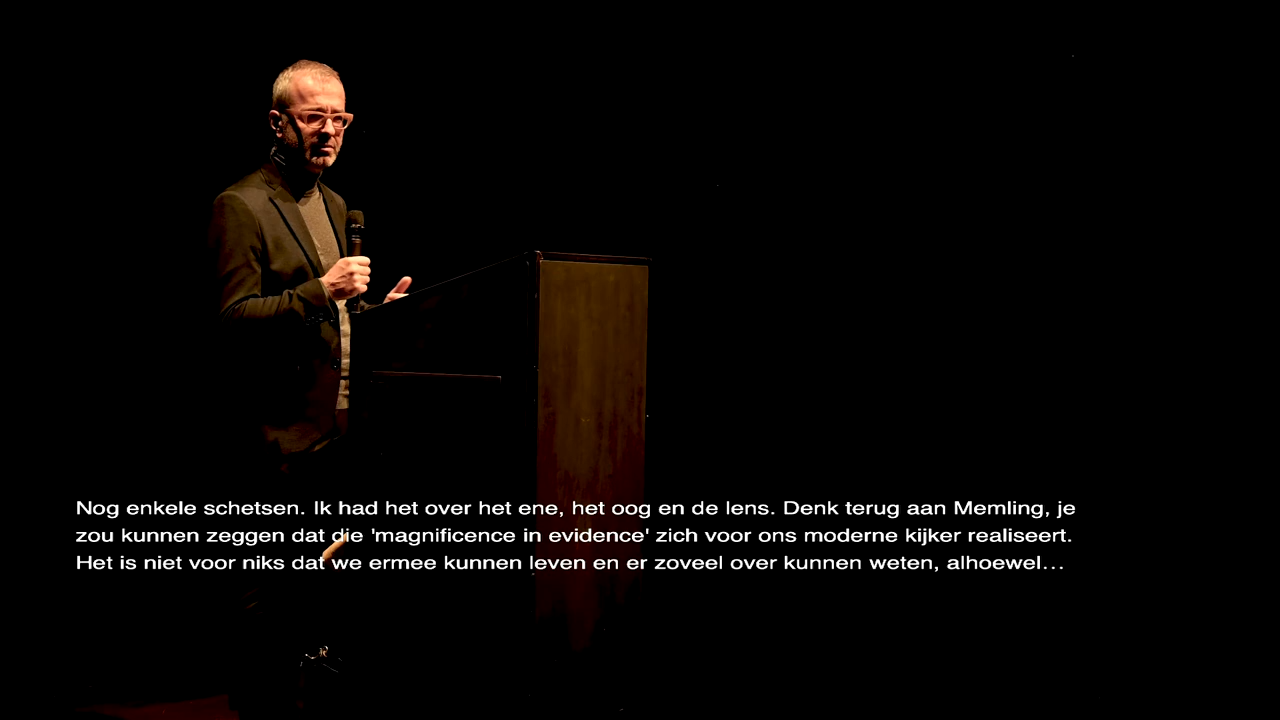 Nog enkele schetsen. Ik had het over het ene, het oog en de lens. Denk terug aan Memling, je
zou kunnen zeggen dat die 'magnificence in evidence' zich voor ons moderne kijker realiseert.
Het is niet voor niks dat we ermee kunnen leven en er zoveel over kunnen weten, alhoewel…